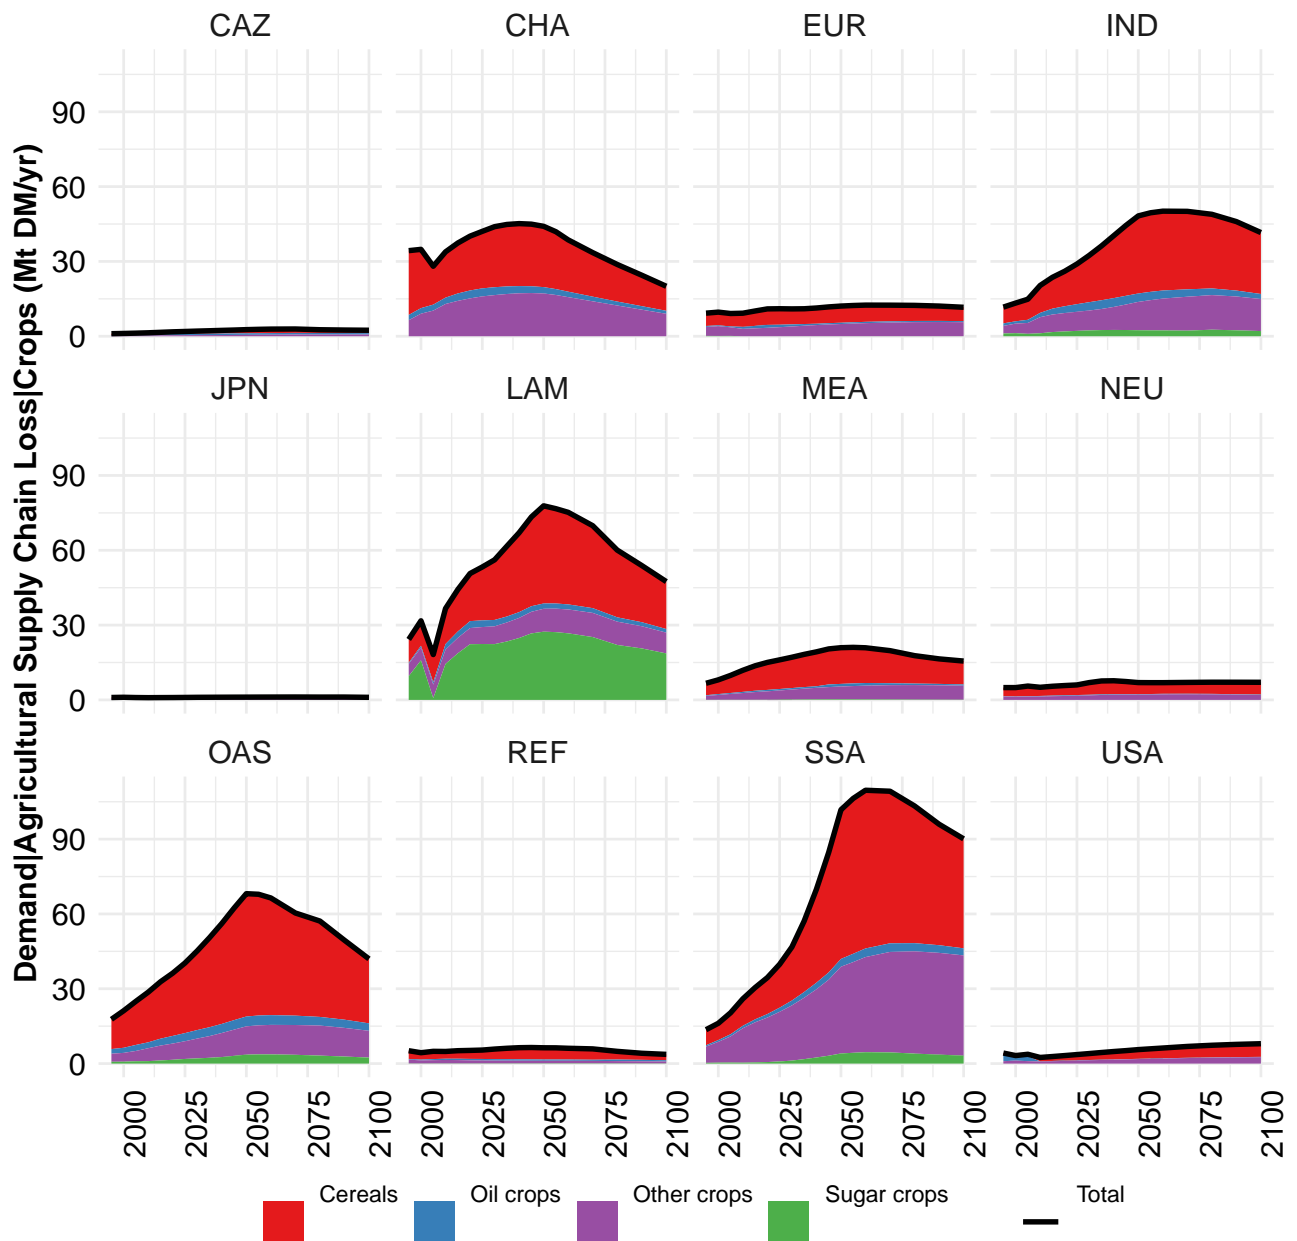 CAZ CHA EUR IND
90
60
30
0
JPN LAM MEA NEU
90
60
30
0
OAS REF SSA USA
90
60
30
0
Demand|Agricultural Supply Chain Loss|Crops (Mt DM/yr)
2000 2025 2050 2075 2100 2000 2025 2050 2075 2100 2000 2025 2050 2075 2100 2000 2025 2050 2075 2100
Cereals Oil crops Other crops Sugar crops Total